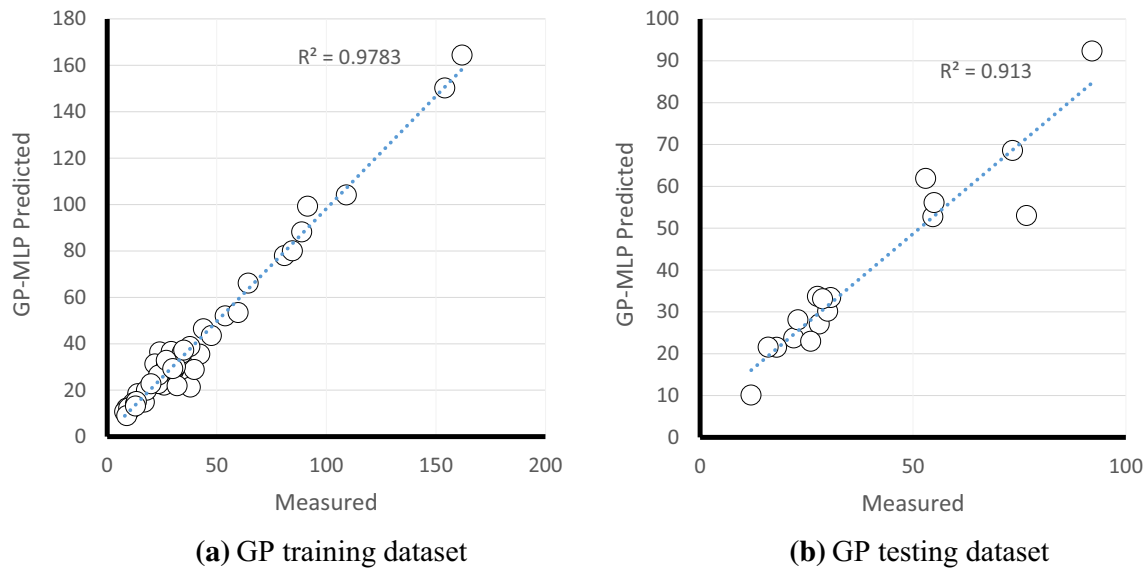 180
160
140
120
100
80
60
40
20
0
GP-MLP Predicted
R² = 0.9783
0 50 100 150 200
Measured
(a) GP training dataset
100
90
80
70
60
50
40
30
20
10
0
GP-MLP Predicted
R² = 0.913
0 50 100
Measured
(b) GP testing dataset